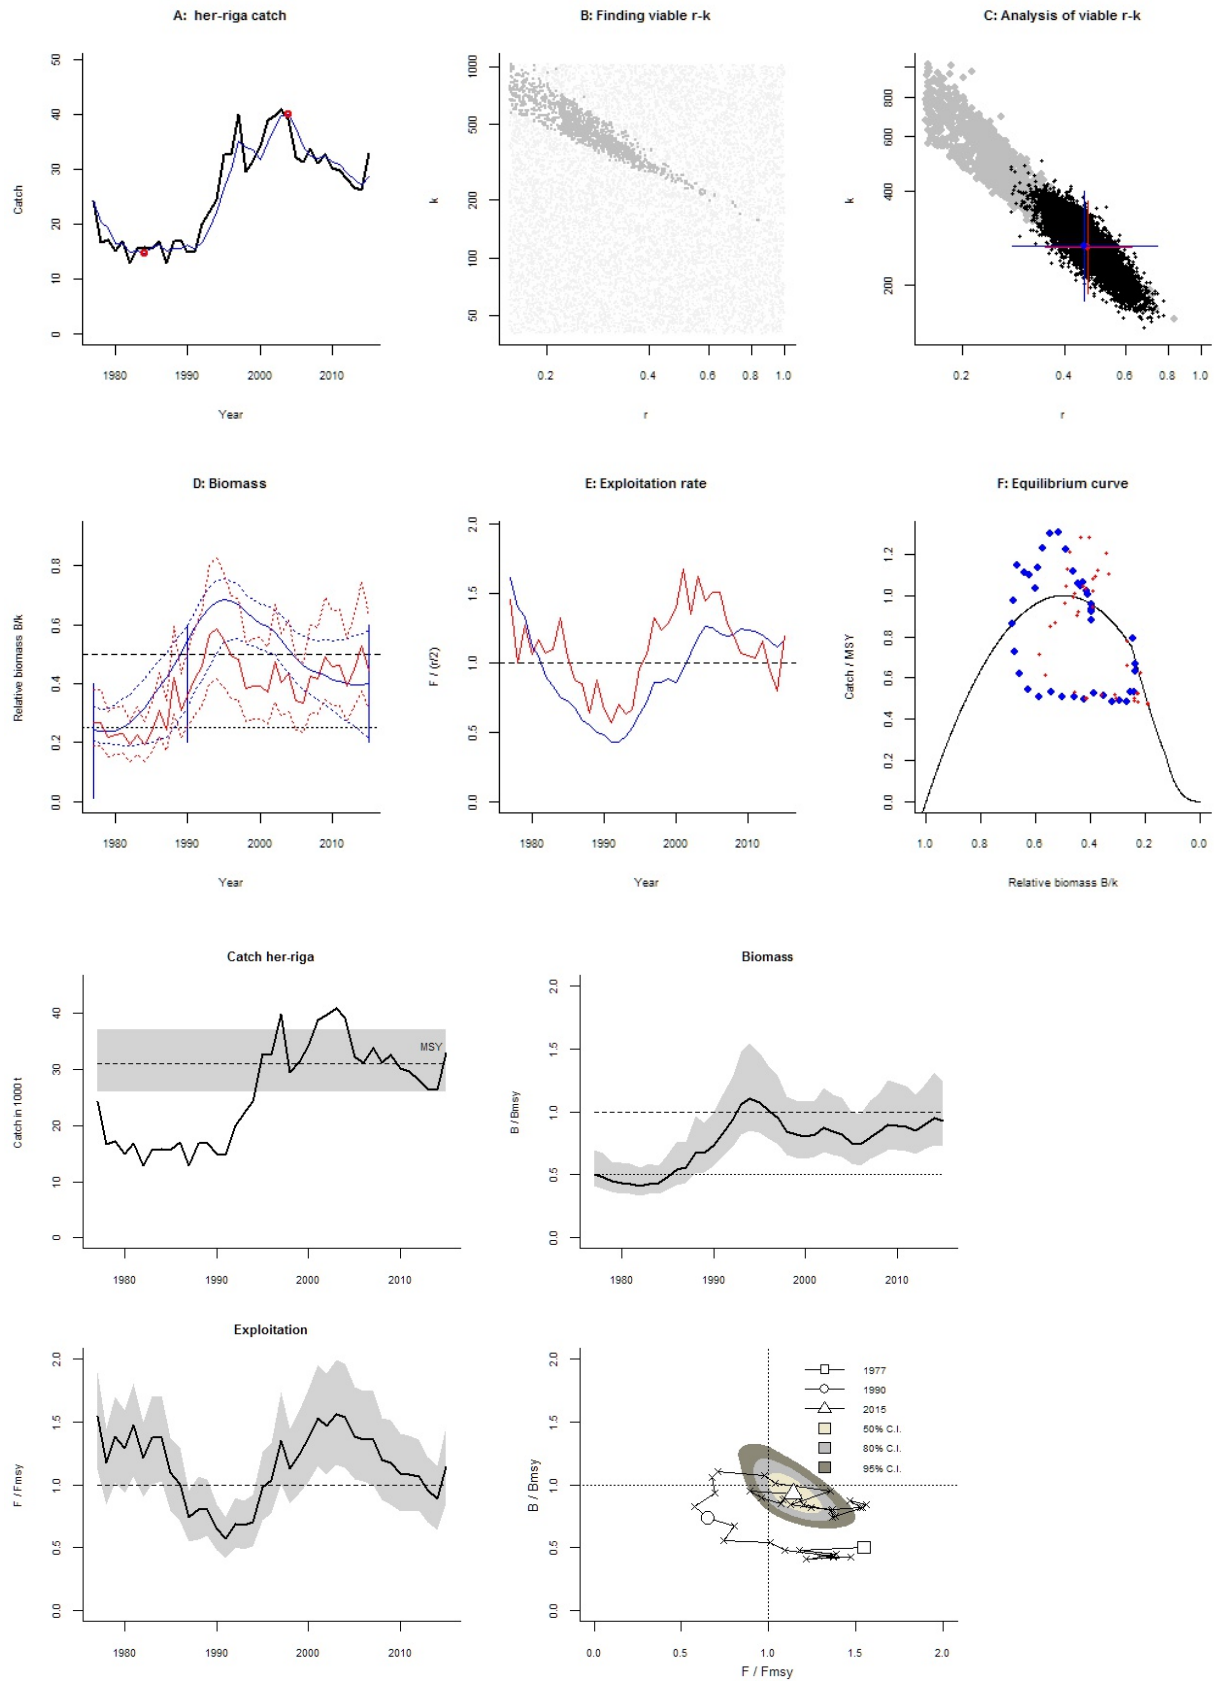 A: her-riga catch
B: Finding viable r-k
C: Analysis of viable r-k
Catch
0 10 20 30 40 50
1980 1990 2000 2010
Year
k
50 100 200 500 1000
0.2 0.4 0.6 0.8 1.0
r
k
200 400 600 800
0.2 0.4 0.6 0.8 1.0
r
D: Biomass
E: Exploitation rate
F: Equilibrium curve
Relative biomass B/k
0.0 0.2 0.4 0.6 0.8
1980 1990 2000 2010
Year
F / (r/2)
0.0 0.5 1.0 1.5 2.0
1980 1990 2000 2010
Year
Catch / MSY
0.0 0.2 0.4 0.6 0.8 1.0 1.2
1.0 0.8 0.6 0.4 0.2 0.0
Relative biomass B/k
Catch her-riga
Biomass
Catch in 1000 t
0 10 20 30 40
MSY
1980 1990 2000 2010
B / Bmsy
0.0 0.5 1.0 1.5 2.0
1980 1990 2000 2010
Exploitation
F / Fmsy
0.0 0.5 1.0 1.5 2.0
1980 1990 2000 2010
B / Bmsy
0.0 0.5 1.0 1.5 2.0
1977
1990
2015
50% C.I.
80% C.I.
95% C.I.
0.0 0.5 1.0 1.5 2.0
F / Fmsy